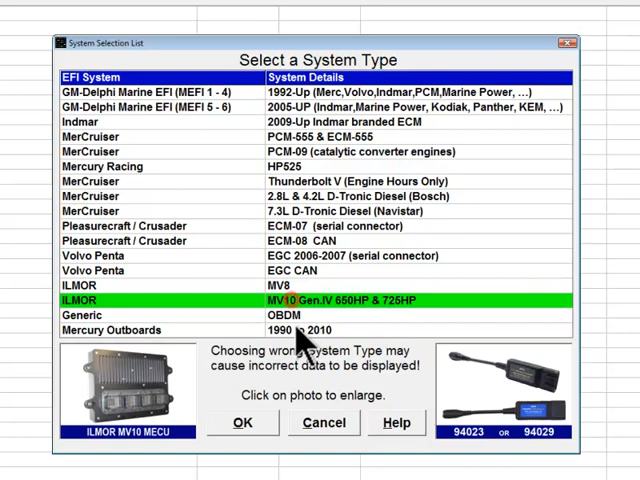 System Selection List
Select a System Type
EFI System System Details
GM-Delphi Marine EFI (MEFI 1 - 4) 1992-Up (Merc,Volvo,Indmar,PCM,Marine Power, ...)
GM-Delphi Marine EFI (MEFI 5 - 6) 2005-UP (Indmar,Marine Power, Kodiak, Panther, KEM, ...)
Indmar 2009-Up Indmar branded ECM
MerCruiser PCM-555 & ECM-555
MerCruiser PCM-09 (catalytic converter engines)
Mercury Racing HP525
MerCruiser Thunderbolt V (Engine Hours Only)
MerCruiser 2.8L & 4.2L D-Tronic Diesel (Bosch)
MerCruiser 7.3L D-Tronic Diesel (Navistar)
Pleasurecraft / Crusader ECM-07 (serial connector)
Pleasurecraft / Crusader ECM-08 CAN
Volvo Penta EGC 2006-2007 (serial connector)
Volvo Penta EGC CAN
ILMOR MV8
ILMOR MV10 Gen.IV 650HP & 725HP
Generic OBDM
Mercury Outboards 1990 to 2010
Choosing wrong System Type may
cause incorrect data to be displayed!
Click on photo to enlarge.
OK Cancel Help
ILMOR MV10 MECU
94023 OR 94029